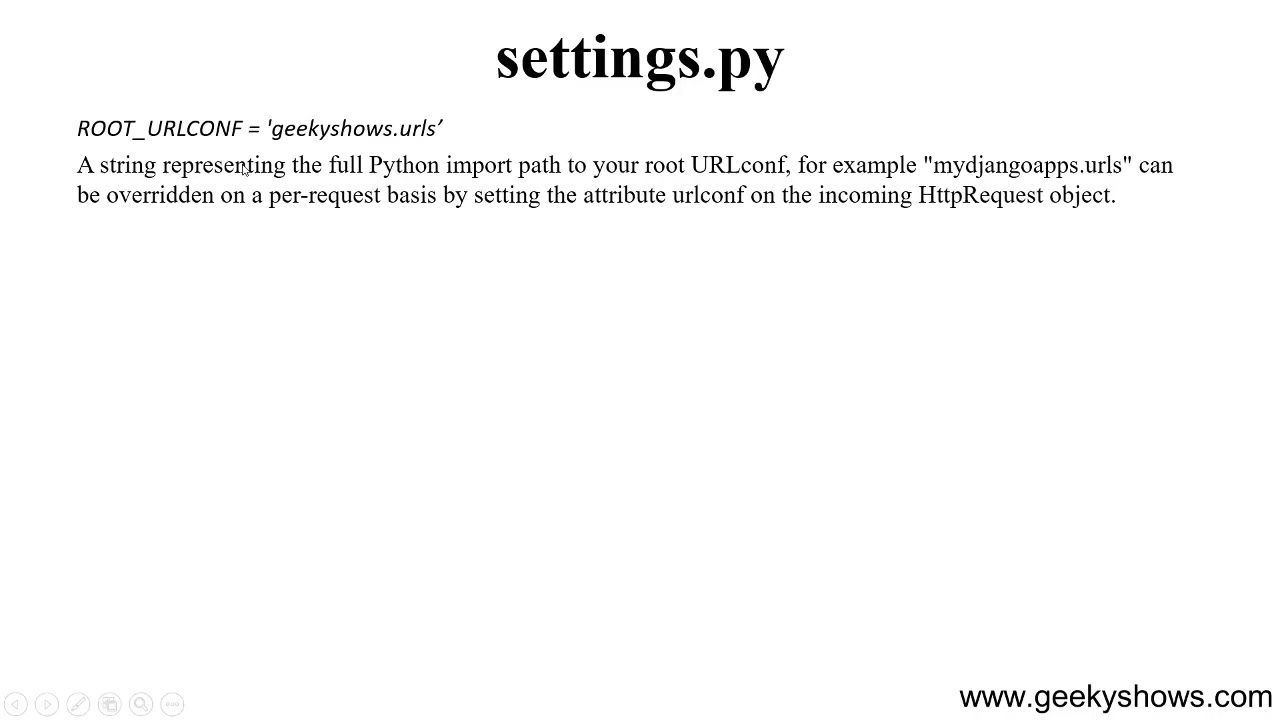 settings.py
ROOT_URLCONF = 'geekyshows.urls’
A string representing the full Python import path to your root URLconf, for example "mydjangoapps.urls" can
be overridden on a per-request basis by setting the attribute urlconf on the incoming HttpRequest object.
www.geekyshows.com